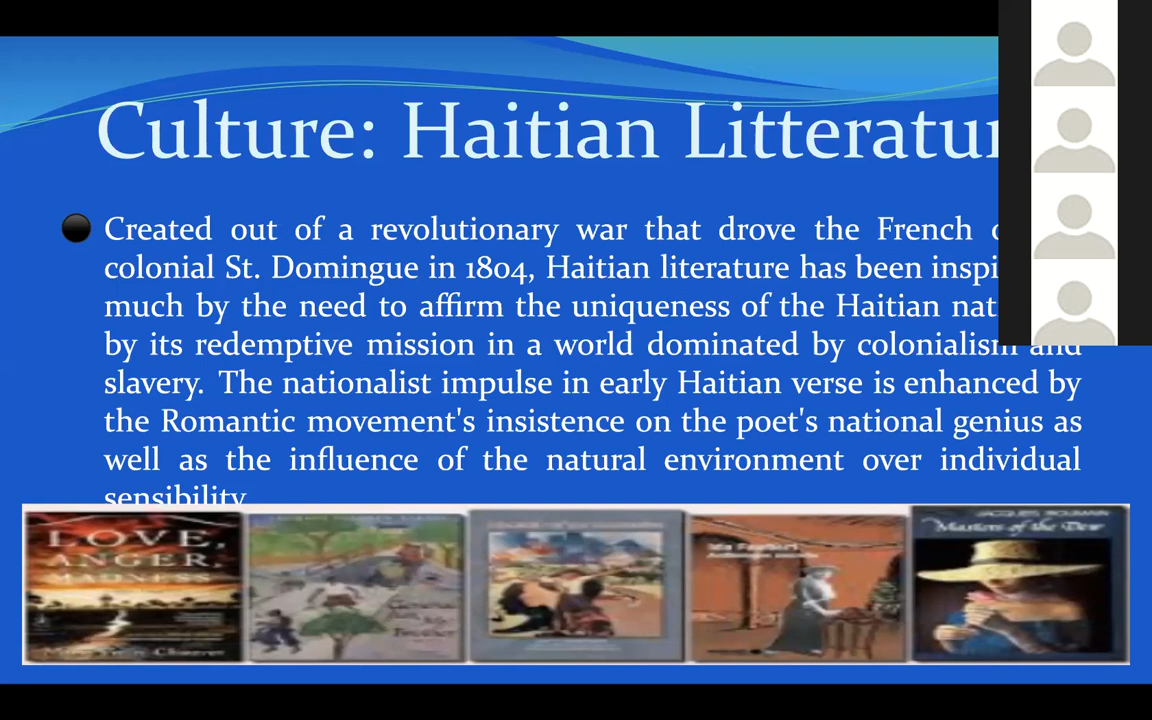 Culture: Haitian Litteratur
Created out of a revolutionary war that drove the French
colonial St. Domingue in 1804, Haitian literature has been inspi
much by the need to affirm the uniqueness of the Haitian nat
by its redemptive mission in a world dominated by colonialism and
slavery. The nationalist impulse in early Haitian verse is enhanced by
the Romantic movement's insistence on the poet's national genius as
well as the influence of the natural environment over individual
sensibility
LOVE,
ANGER,
MADNESS
Masters of the Dew